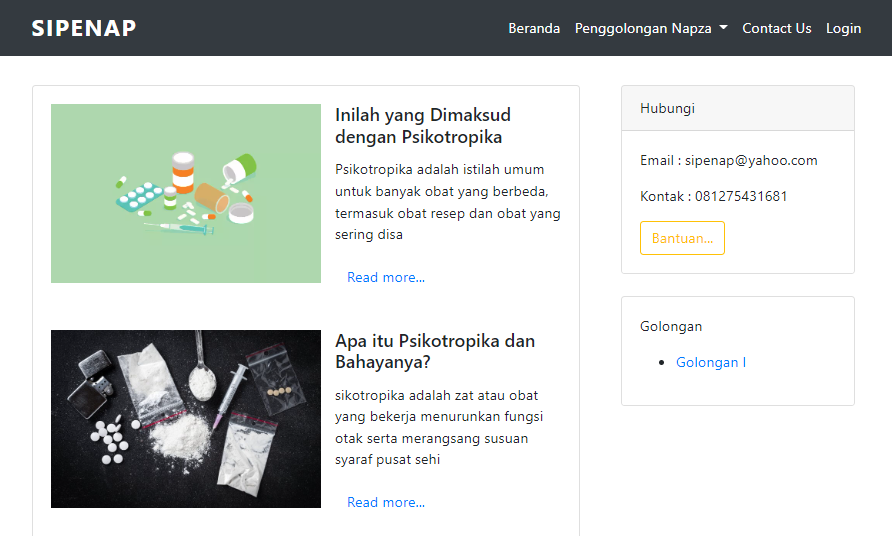 SIPENAP
Beranda Penggolongan Napza Contact Us Login
Inilah yang Dimaksud
dengan Psikotropika
Psikotropika adalah istilah umum
untuk banyak obat yang berbeda,
termasuk obat resep dan obat yang
sering disa
Read more...
Apa itu Psikotropika dan
Bahayanya?
sikotropika adalah zat atau obat
yang bekerja menurunkan fungsi
otak serta merangsang susuan
syaraf pusat sehi
Read more...
Hubungi
Email : sipenap@yahoo.com
Kontak : 081275431681
Bantuan...
Golongan
Golongan I